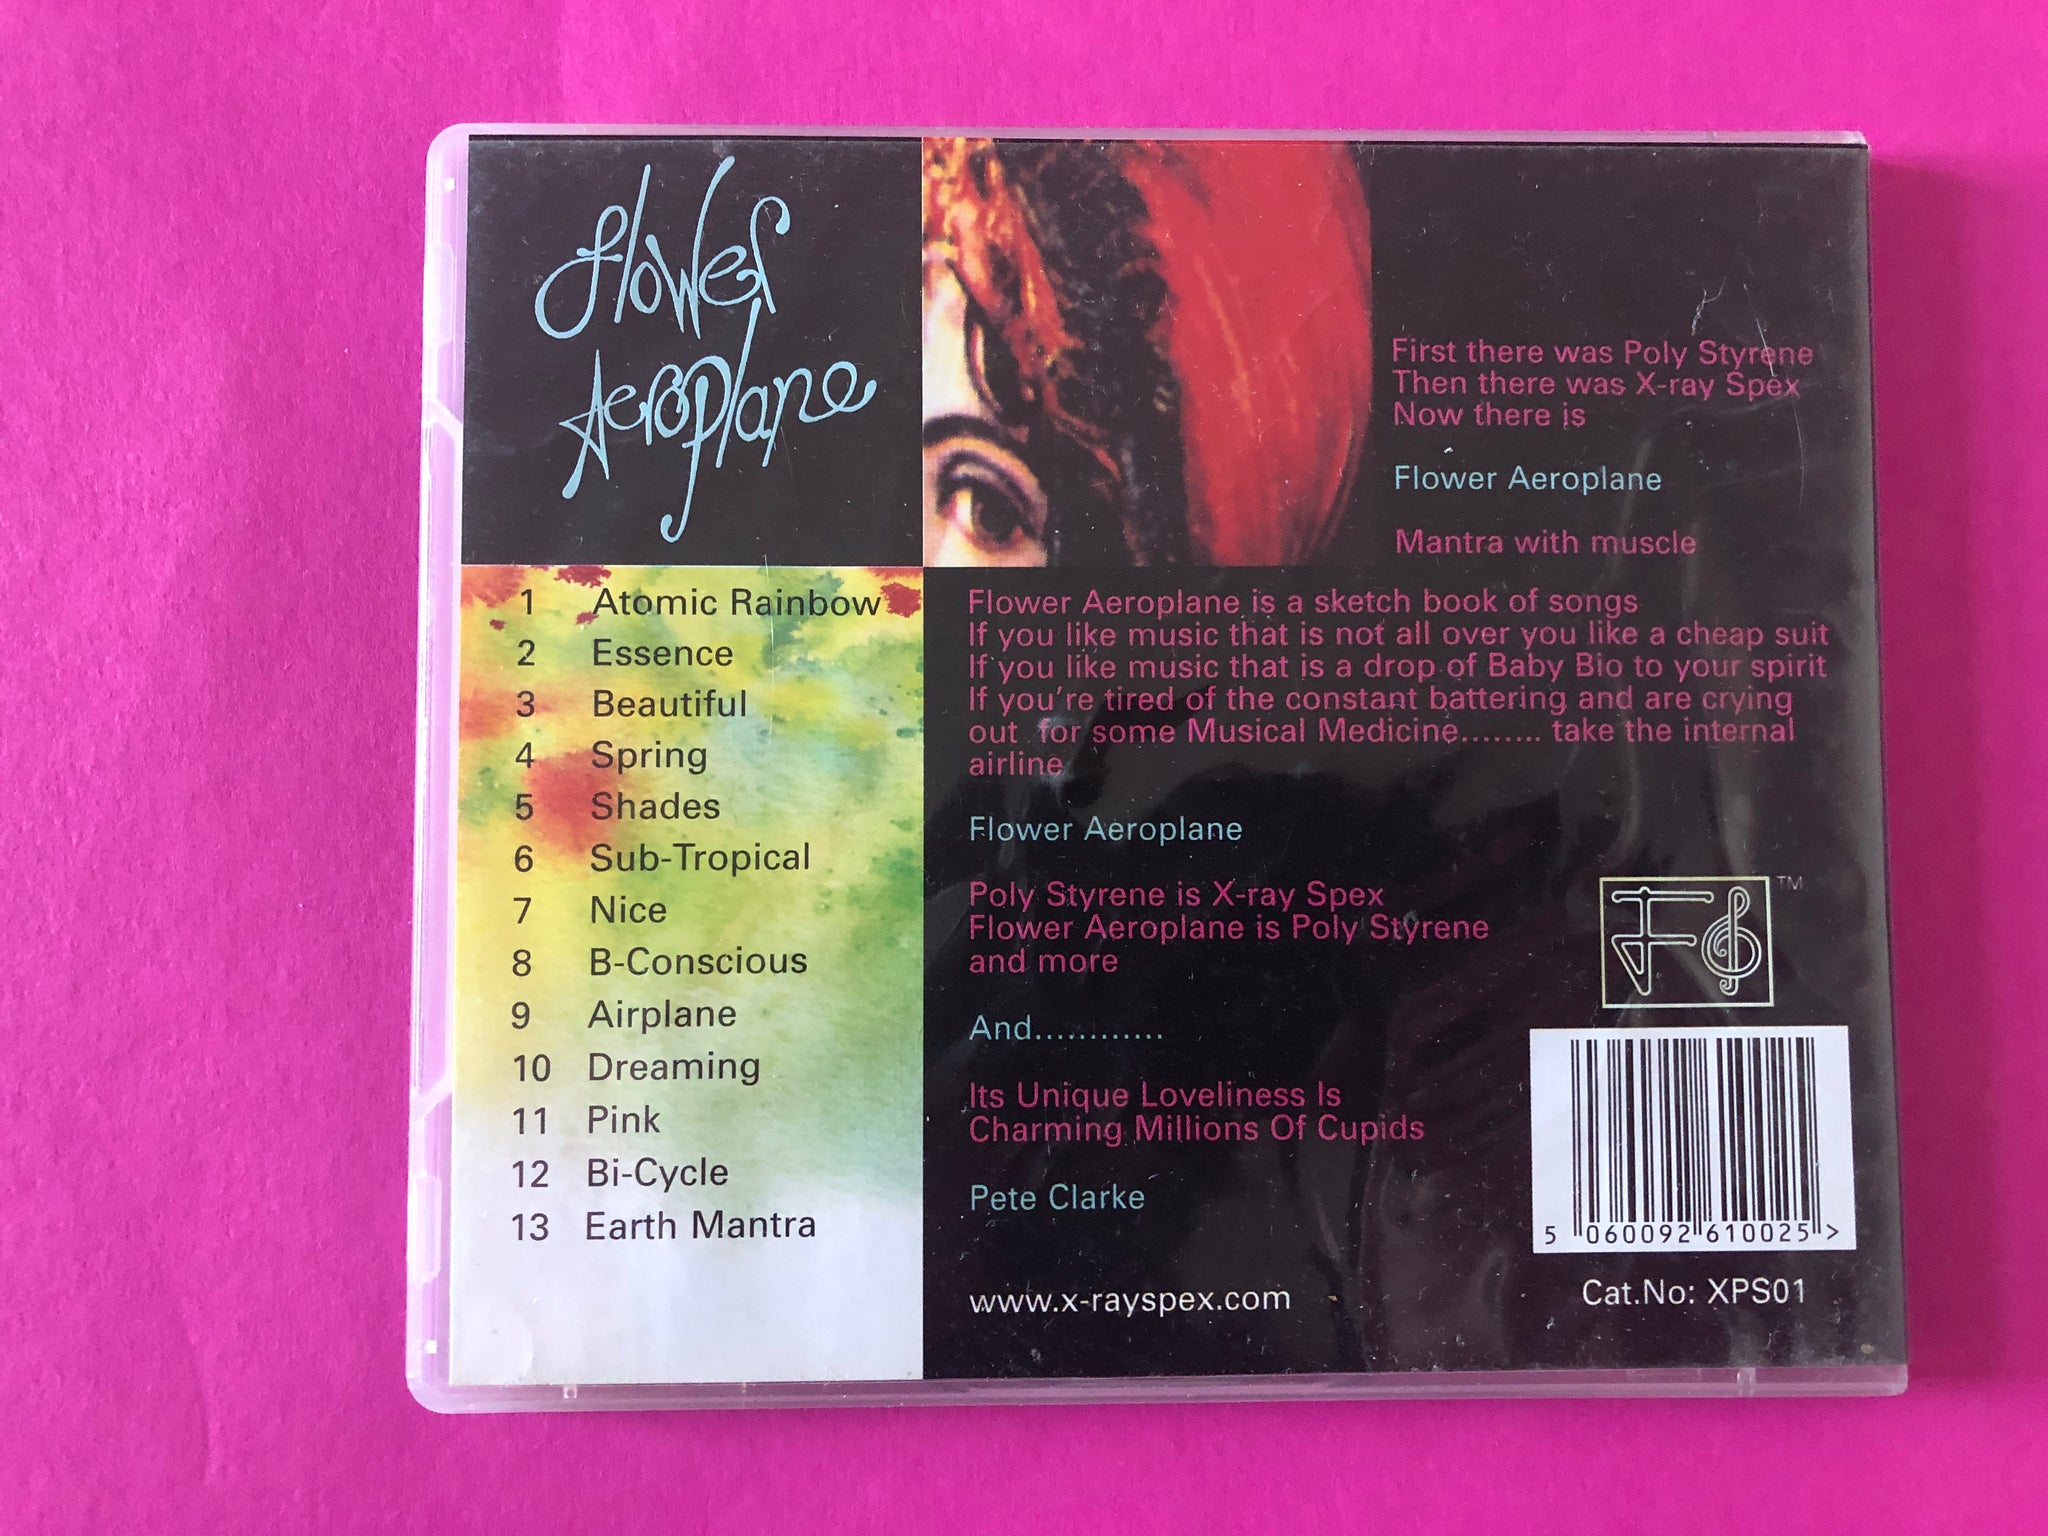 Flower
Aeroplane
First there was Poly Styrene
Then there was X-ray Spex
Now there is
Flower Aeroplane
Mantra with muscle
1 Atomic Rainbow
2 Essence
3 Beautiful
4 Spring
5 Shades
6 Sub-Tropical
7 Nice
8 B-Conscious
9 Airplane
10 Dreaming
11 Pink
12 Bi-Cycle
13 Earth Mantra
Flower Aeroplane is a sketch book of songs
If you like music that is not all over you like a cheap suit
If you like music that is a drop of Baby Bio to your spirit
If you're tired of the constant battering and are crying
out for some Musical Medicine........ take the internal
airline
Flower Aeroplane
Poly Styrene is X-ray Spex
Flower Aeroplane is Poly Styrene
and more
And............
Its Unique Loveliness Is
Charming Millions Of Cupids
Pete Clarke
www.x-rayspex.com
TM
5 060092 610025 >
Cat.No: XPS01